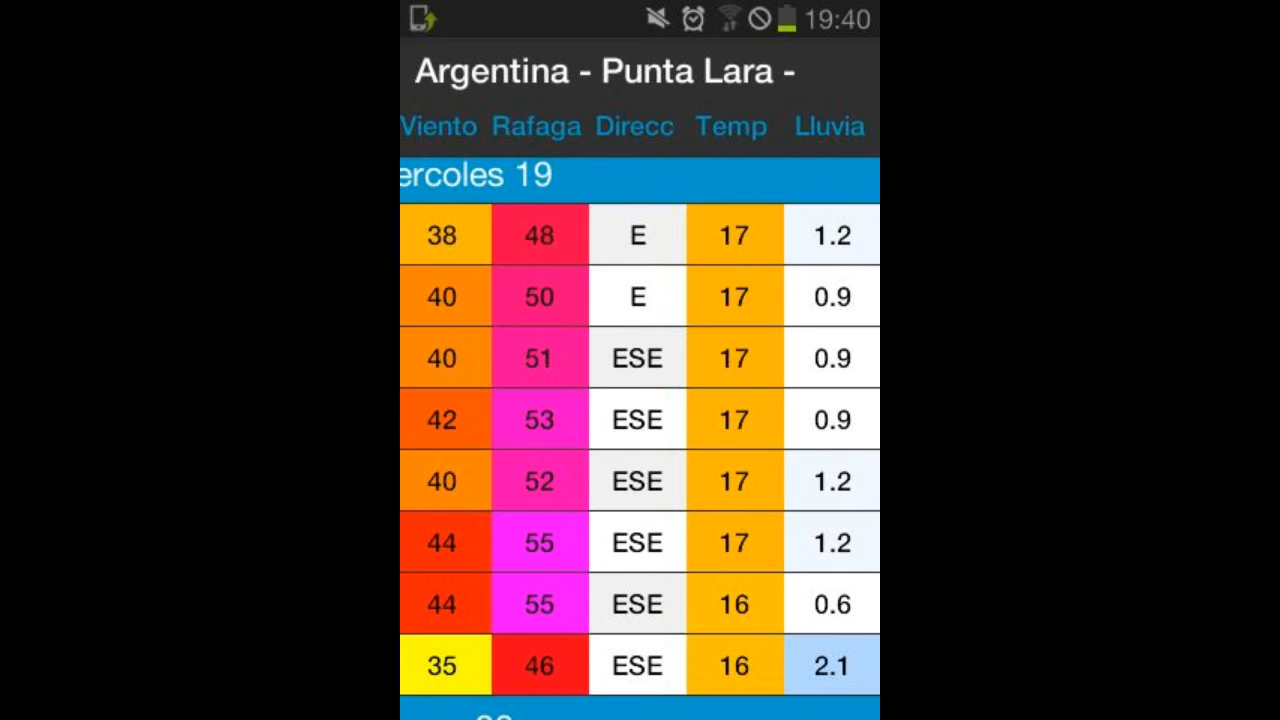 19:40
Argentina - Punta Lara -
Viento Rafaga Direcc Temp Lluvia
ercoles 19
38 48 E 17 1.2
40 50 E 17 0.9
40 51 ESE 17 0.9
42 53 ESE 17 0.9
40 52 ESE 17 1.2
44 55 ESE 17 1.2
44 55 ESE 16 0.6
35 46 ESE 16 2.1